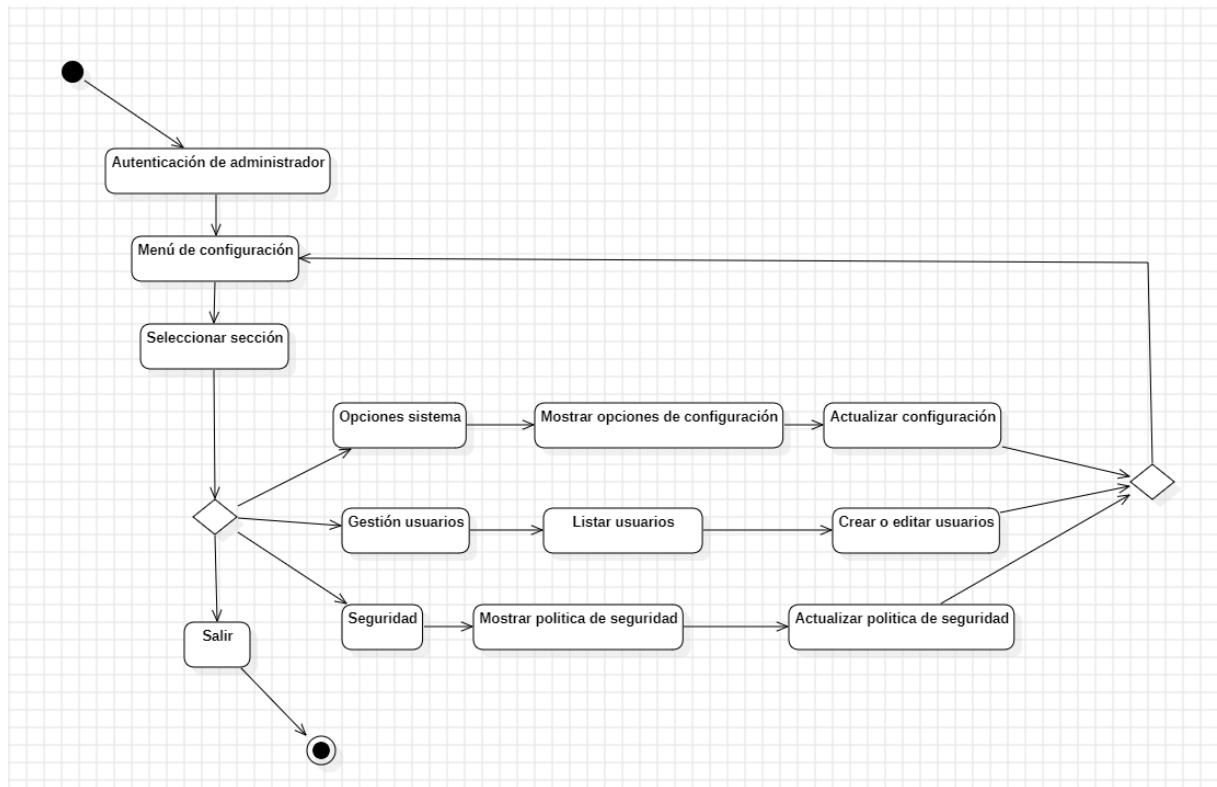 Autenticación de administrador
Menú de configuración
Seleccionar sección
Opciones sistema
Mostrar opciones de configuración
Actualizar configuración
Gestión usuarios
Listar usuarios
Crear o editar usuarios
Seguridad
Mostrar politica de seguridad
Actualizar politica de seguridad
Salir